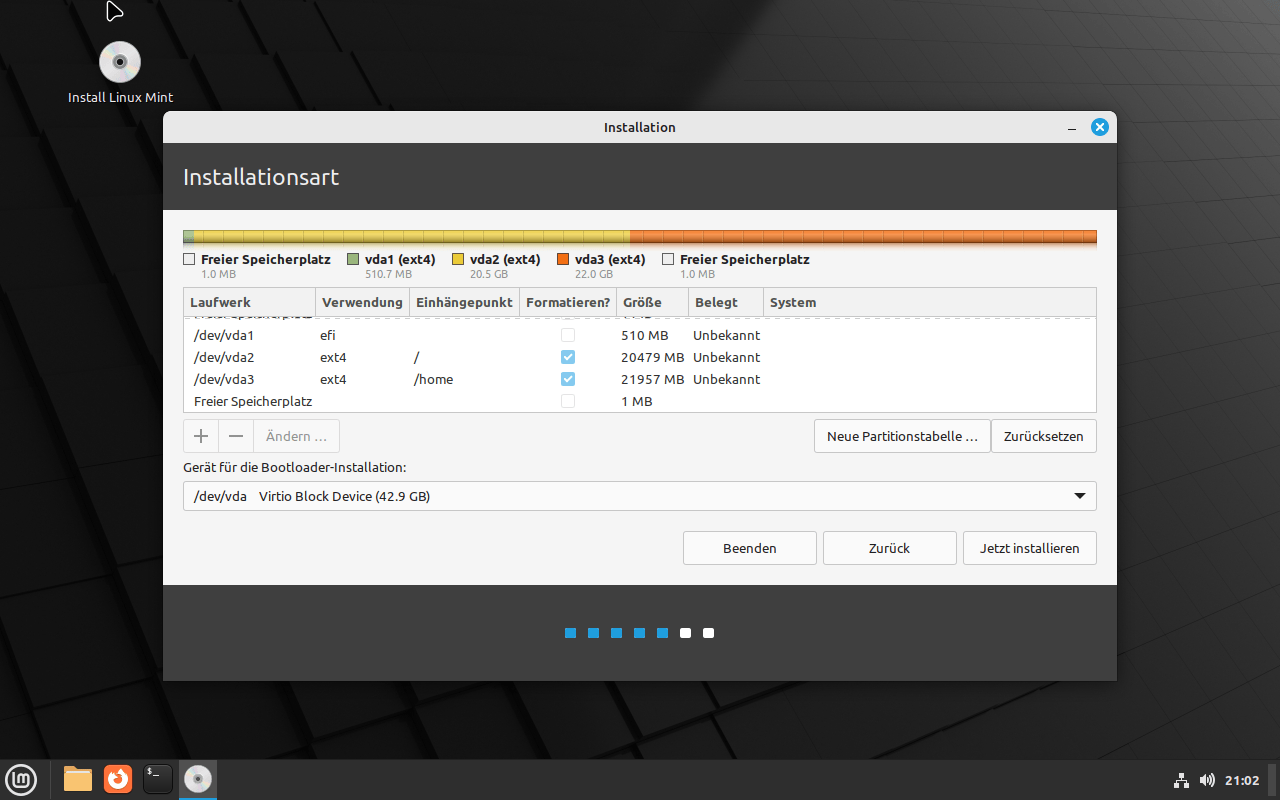 Install Linux Mint
Installation
Installationsart
Freier Speicherplatz vda1 (ext4) vda2 (ext4) vda3 (ext4) Freier Speicherplatz
1.0 MB 510.7 MB 20.5 GB 22.0 GB 1.0 MB
Laufwerk Verwendung Einhängepunkt Formatieren? Größe Belegt System
/dev/vda1 efi 510 MB Unbekannt
/dev/vda2 ext4 / 20479 MB Unbekannt
/dev/vda3 ext4 /home 21957 MB Unbekannt
Freier Speicherplatz 1 MB
+ − Ändern … Neue Partitionstabelle … Zurücksetzen
Gerät für die Bootloader-Installation:
/dev/vda Virtio Block Device (42.9 GB)
Beenden Zurück Jetzt installieren
21:02